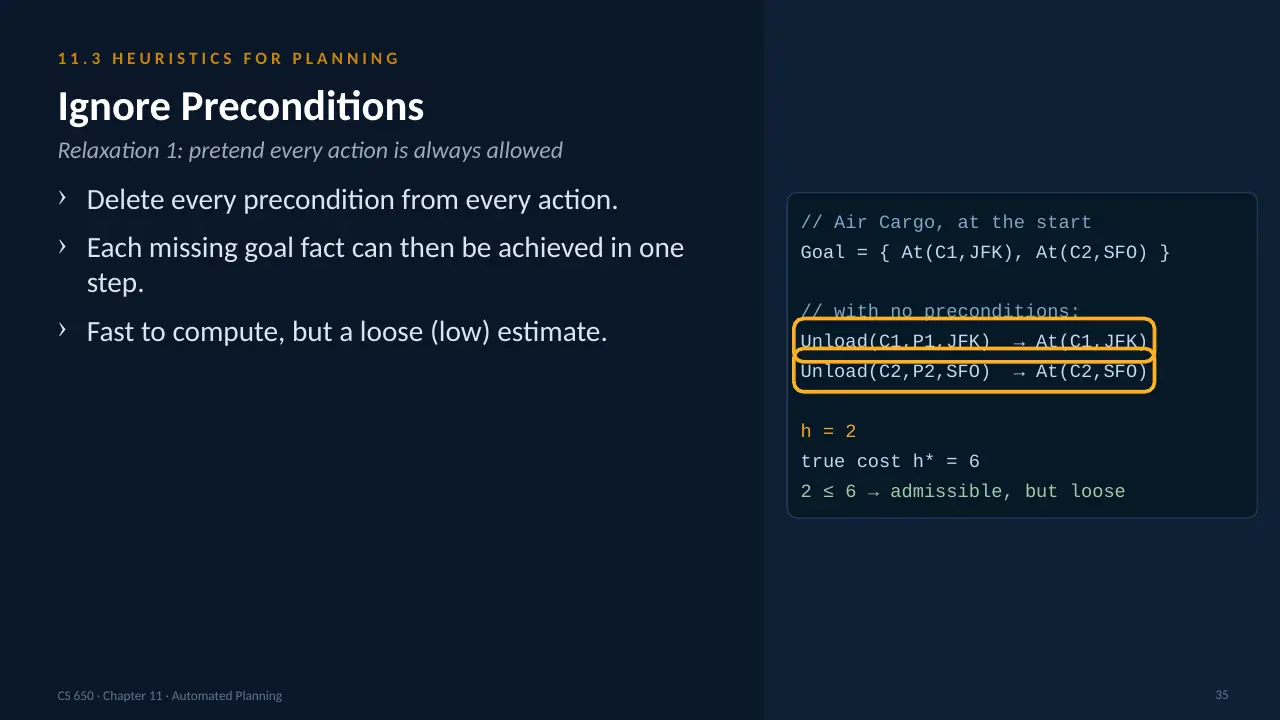 11.3 HEURISTICS FOR PLANNING
Ignore Preconditions
Relaxation 1: pretend every action is always allowed
› Delete every precondition from every action.
› Each missing goal fact can then be achieved in one
step.
› Fast to compute, but a loose (low) estimate.
// Air Cargo, at the start
Goal = { At(C1,JFK), At(C2,SFO) }
// with no preconditions:
Unload(C1,P1,JFK)  → At(C1,JFK)
Unload(C2,P2,SFO)  → At(C2,SFO)
h = 2
true cost h* = 6
2 ≤ 6 → admissible, but loose
CS 650 · Chapter 11 · Automated Planning
35